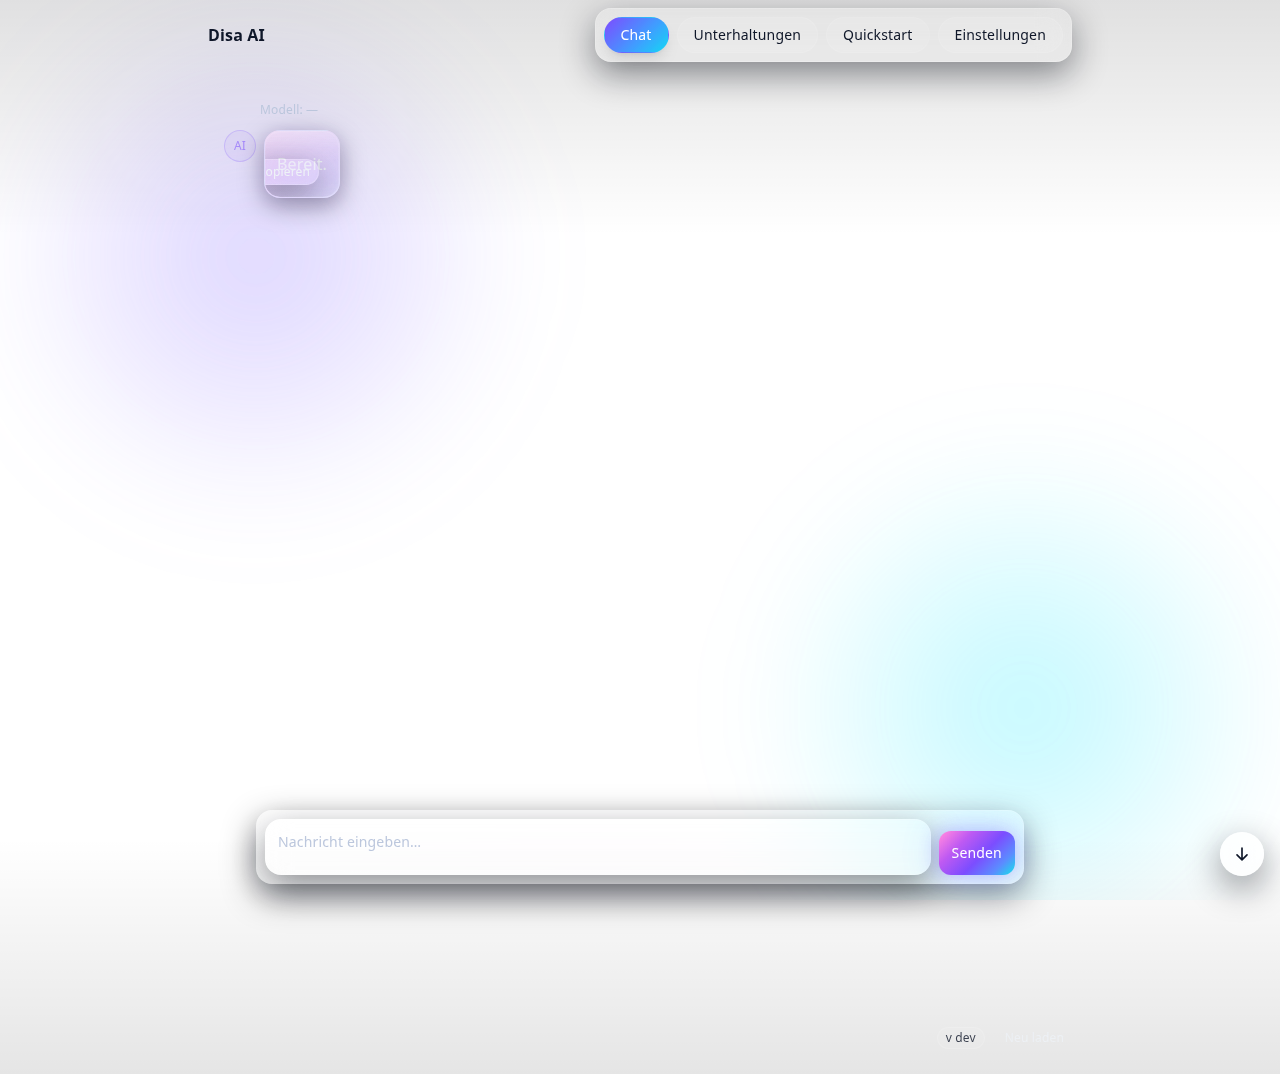 Disa AI
Chat
Unterhaltungen
Quickstart
Einstellungen
Modell: —
AI
Bereit.
opieren
Nachricht eingeben…
Senden
v dev
Neu laden